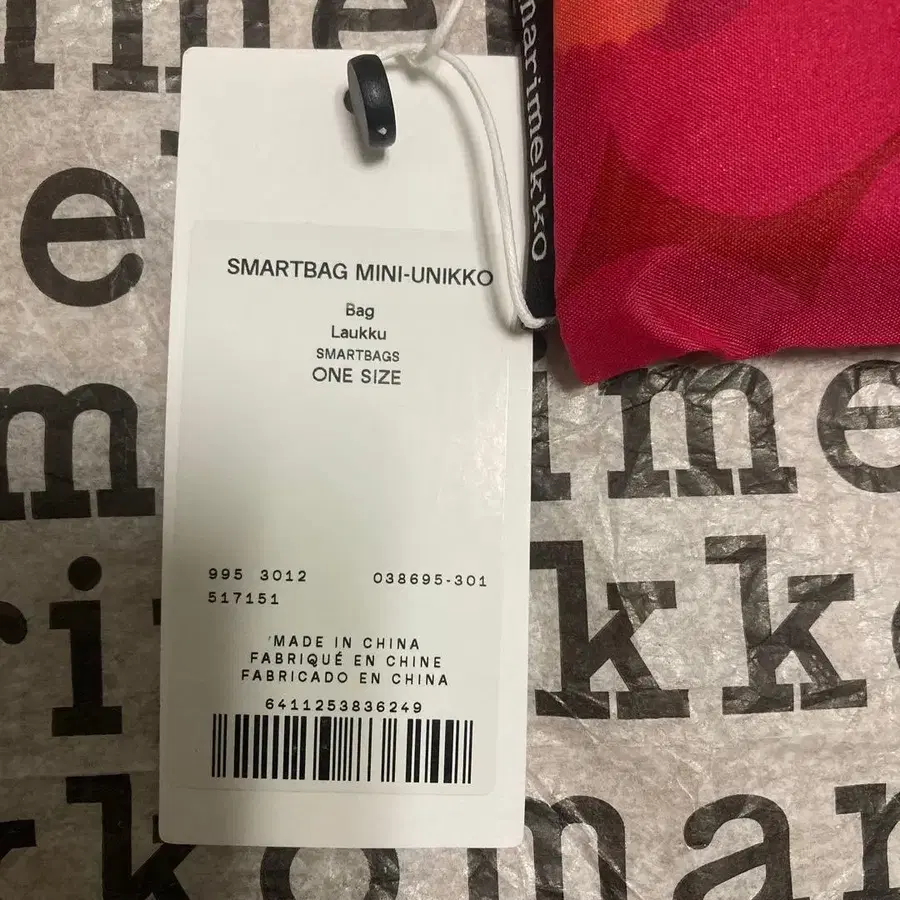 marimekko
SMARTBAG MINI-UNIKKO
Bag
Laukku
SMARTBAGS
ONE SIZE
995 3012 038695-301
517151
MADE IN CHINA
FABRIQUÉ EN CHINE
FABRICADO EN CHINA
6411253836249